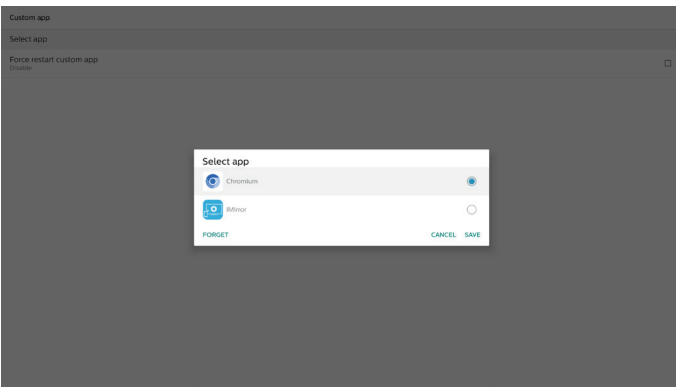 Custom app
Select app
Force restart custom app
Disable
Select app
Chromium
iMirror
FORGET
CANCEL SAVE